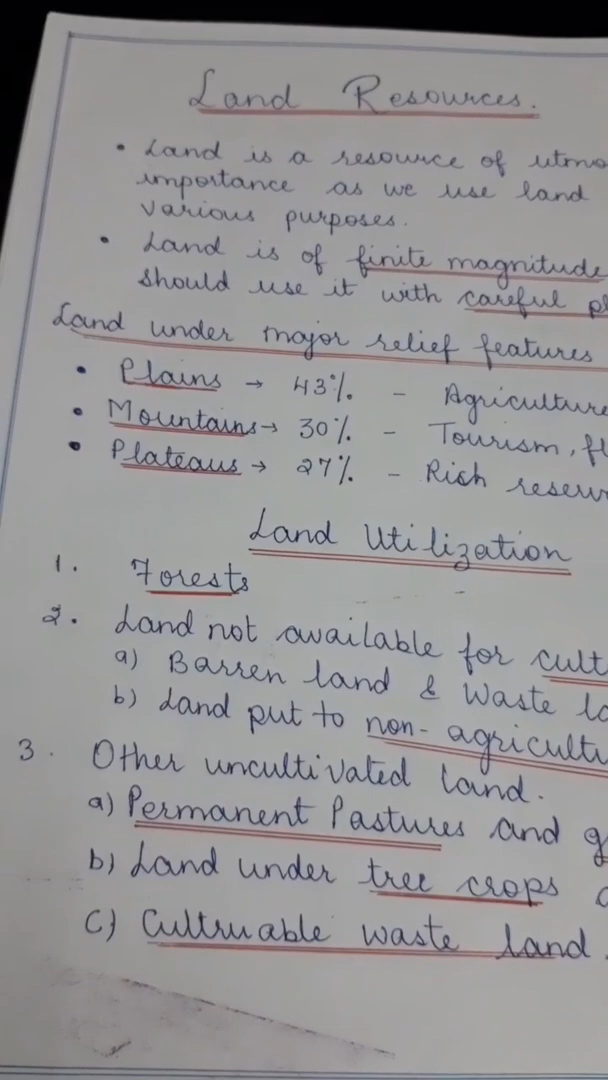 Land Resources.
• Land is a resource of
importance as we use land
various purposes.
• Land is of finite magnitude
should use it with careful
Land under major relief features
• Plains → 43% - Agriculture
• Mountains → 30% - Tourism,
• Plateaus → 27% - Rich
Land Utilization
1. Forests
2. Land not available for
a) Barren land & Waste
b) Land put to non-
3. Other uncultivated land.
a) Permanent Pastures and
b) Land under tree crops
c) Cultruable waste land.